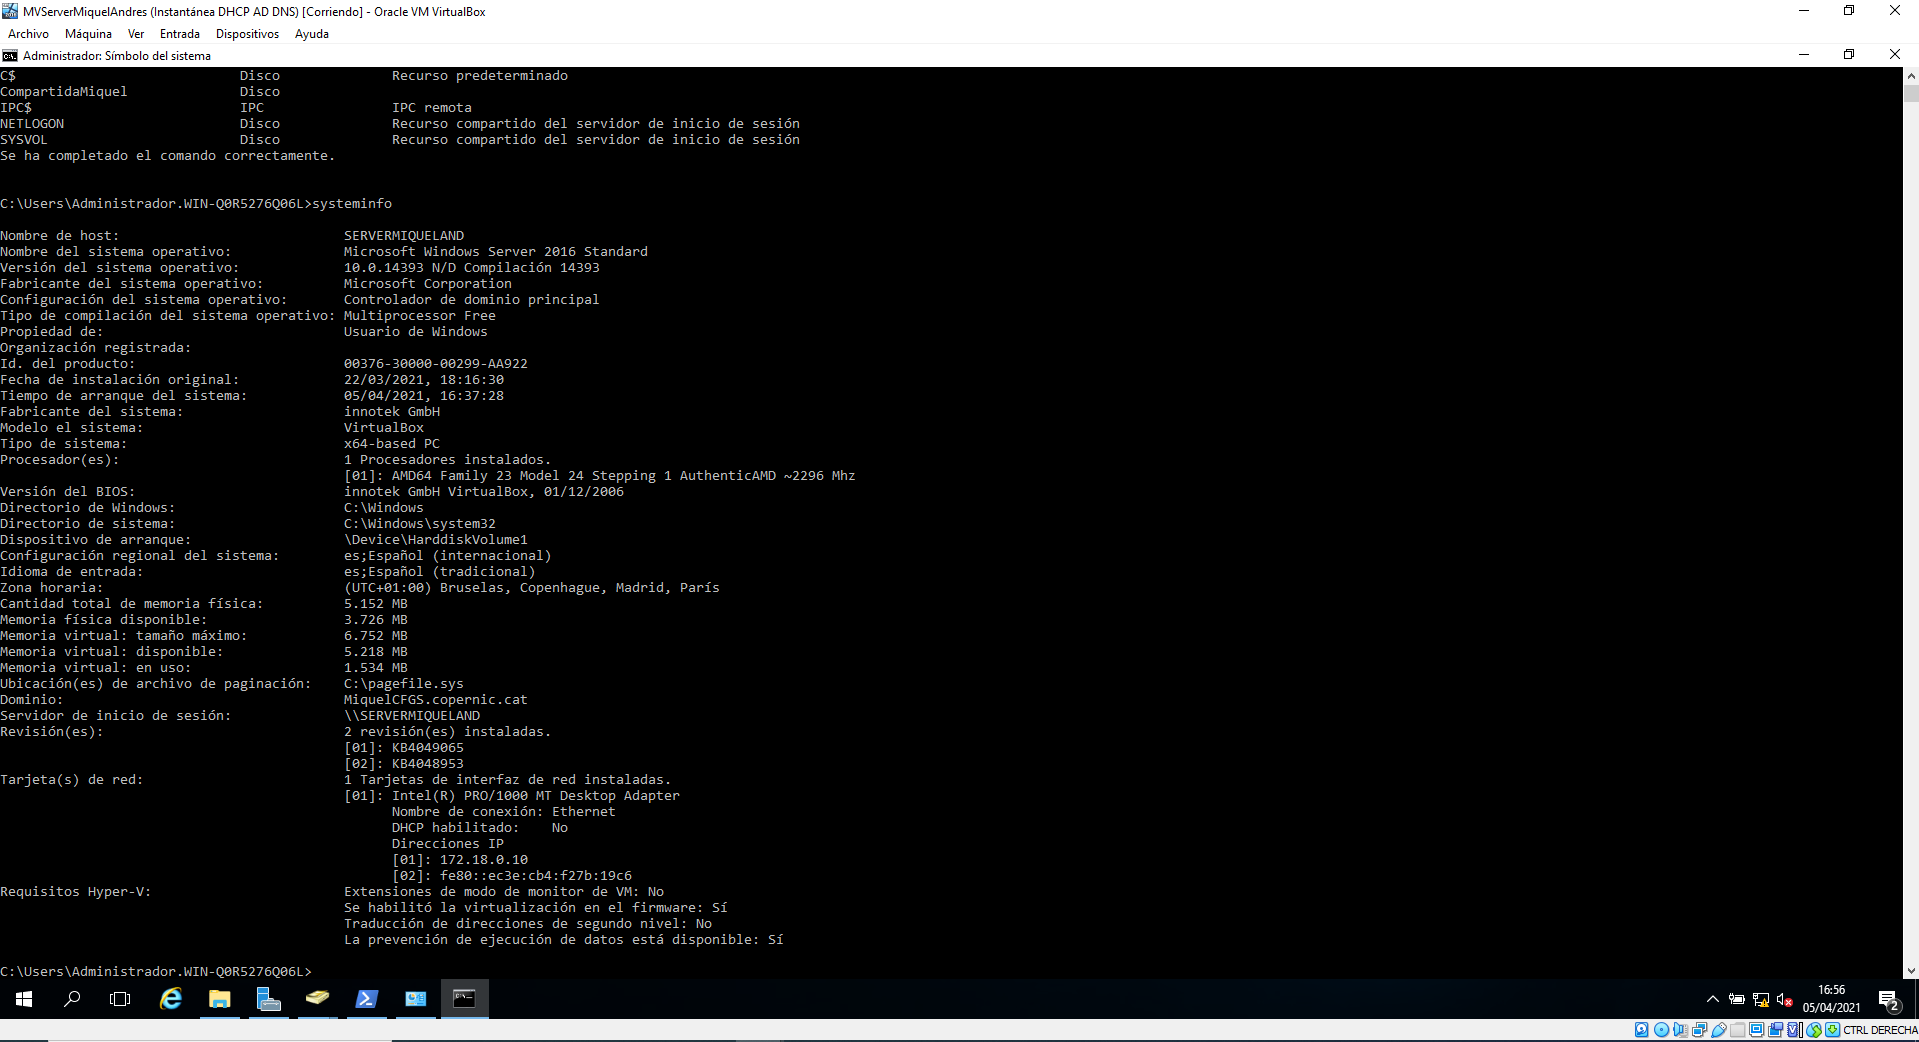 MVServerMiquelAndres (Instantánea DHCP AD DNS) [Corriendo] - Oracle VM VirtualBox
Archivo Máquina Ver Entrada Dispositivos Ayuda
Administrador: Símbolo del sistema
C$ Disco Recurso predeterminado
CompartidaMiquel Disco
IPC$ IPC IPC remota
NETLOGON Disco Recurso compartido del servidor de inicio de sesión
SYSVOL Disco Recurso compartido del servidor de inicio de sesión
Se ha completado el comando correctamente.
C:\Users\Administrador.WIN-Q0R5276Q06L>systeminfo
Nombre de host: SERVERMIQUELAND
Nombre del sistema operativo: Microsoft Windows Server 2016 Standard
Versión del sistema operativo: 10.0.14393 N/D Compilación 14393
Fabricante del sistema operativo: Microsoft Corporation
Configuración del sistema operativo: Controlador de dominio principal
Tipo de compilación del sistema operativo: Multiprocessor Free
Propiedad de: Usuario de Windows
Organización registrada:
Id. del producto: 00376-30000-00299-AA922
Fecha de instalación original: 22/03/2021, 18:16:30
Tiempo de arranque del sistema: 05/04/2021, 16:37:28
Fabricante del sistema: innotek GmbH
Modelo el sistema: VirtualBox
Tipo de sistema: x64-based PC
Procesador(es): 1 Procesadores instalados.
[01]: AMD64 Family 23 Model 24 Stepping 1 AuthenticAMD ~2296 Mhz
Versión del BIOS: innotek GmbH VirtualBox, 01/12/2006
Directorio de Windows: C:\Windows
Directorio de sistema: C:\Windows\system32
Dispositivo de arranque: \Device\HarddiskVolume1
Configuración regional del sistema: es;Español (internacional)
Idioma de entrada: es;Español (tradicional)
Zona horaria: (UTC+01:00) Bruselas, Copenhague, Madrid, París
Cantidad total de memoria física: 5.152 MB
Memoria física disponible: 3.726 MB
Memoria virtual: tamaño máximo: 6.752 MB
Memoria virtual: disponible: 5.218 MB
Memoria virtual: en uso: 1.534 MB
Ubicación(es) de archivo de paginación: C:\pagefile.sys
Dominio: MiquelCFGS.copernic.cat
Servidor de inicio de sesión: \\SERVERMIQUELAND
Revisión(es): 2 revisión(es) instaladas.
[01]: KB4049065
[02]: KB4048953
Tarjeta(s) de red: 1 Tarjetas de interfaz de red instaladas.
[01]: Intel(R) PRO/1000 MT Desktop Adapter
Nombre de conexión: Ethernet
DHCP habilitado: No
Direcciones IP
[01]: 172.18.0.10
[02]: fe80::ec3e:cb4:f27b:19c6
Requisitos Hyper-V: Extensiones de modo de monitor de VM: No
Se habilitó la virtualización en el firmware: Sí
Traducción de direcciones de segundo nivel: No
La prevención de ejecución de datos está disponible: Sí
C:\Users\Administrador.WIN-Q0R5276Q06L>
16:56
05/04/2021
2
CTRL DERECHA